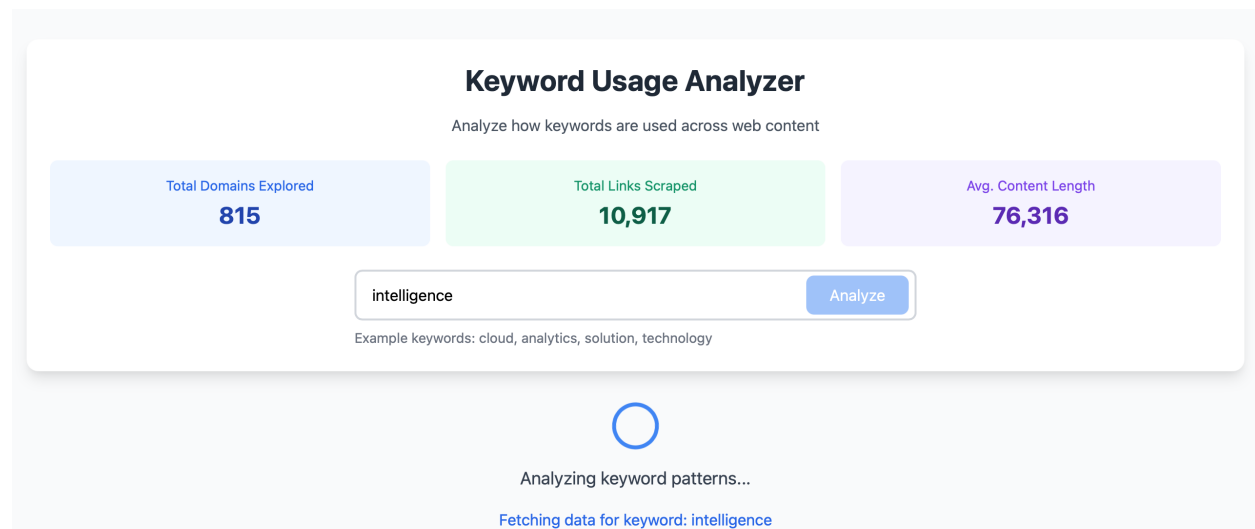 Keyword Usage Analyzer
Analyze how keywords are used across web content
Total Domains Explored
815
Total Links Scraped
10,917
Avg. Content Length
76,316
intelligence
Analyze
Example keywords: cloud, analytics, solution, technology
Analyzing keyword patterns...
Fetching data for keyword: intelligence